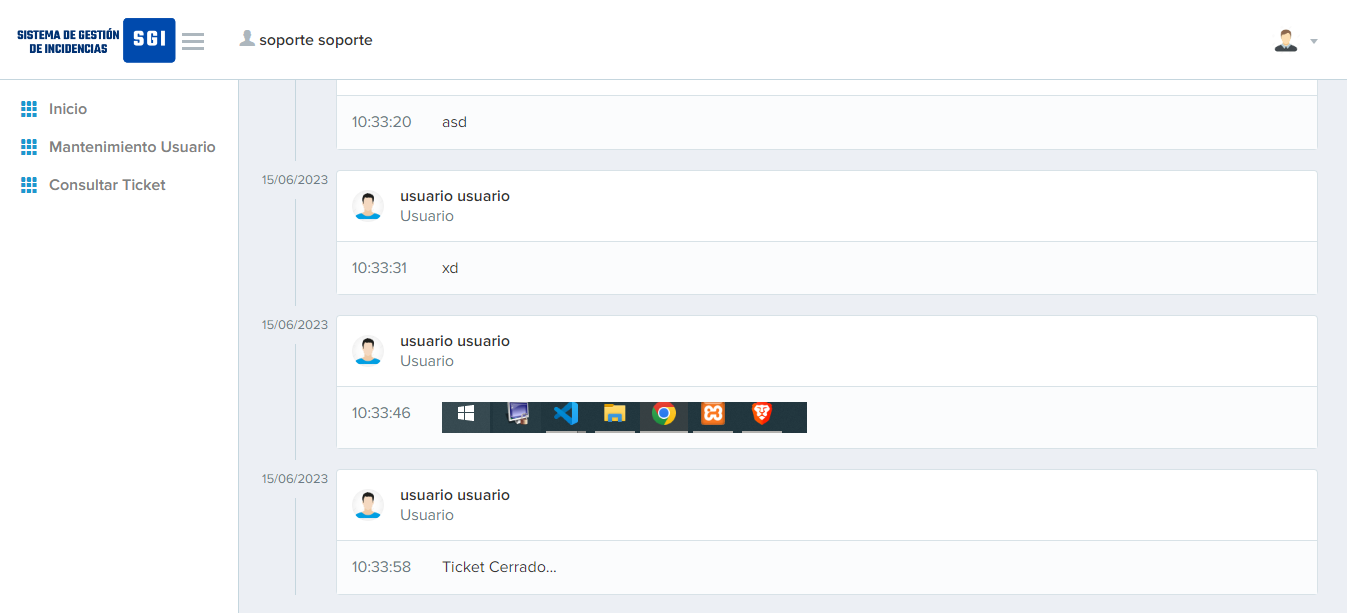 SISTEMA DE GESTIÓN
DE INCIDENCIAS
SGI
soporte soporte
Inicio
Mantenimiento Usuario
Consultar Ticket
10:33:20 asd
15/06/2023
usuario usuario
Usuario
10:33:31 xd
15/06/2023
usuario usuario
Usuario
10:33:46
15/06/2023
usuario usuario
Usuario
10:33:58 Ticket Cerrado...